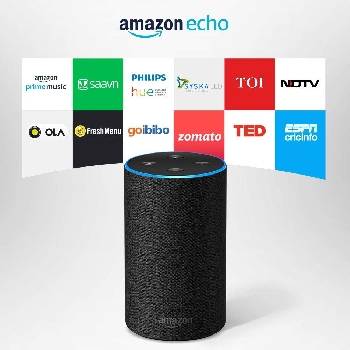 amazon echo
amazon
prime music
saavn
PHILIPS
hue
SYSKA LED
TOI
NDTV
OLA
FreshMenu
goibibo
zomato
TED
ESPN
cricinfo
amazon